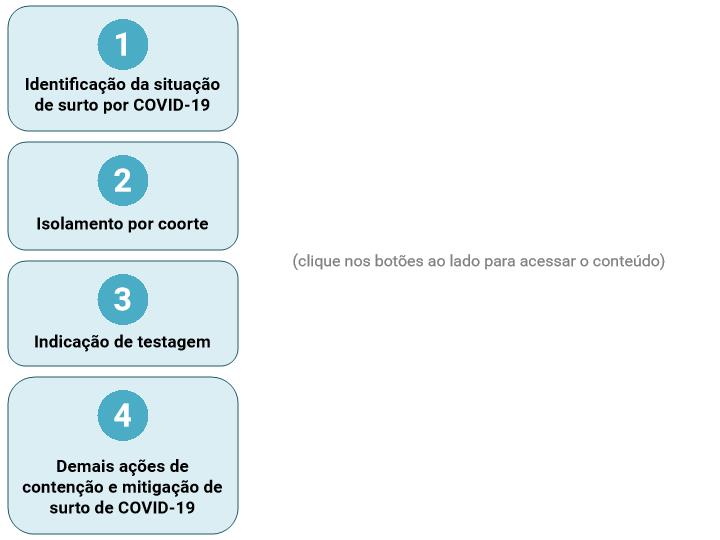 1
Identificação da situação
de surto por COVID-19
2
Isolamento por coorte
3
Indicação de testagem
4
Demais ações de
contenção e mitigação de
surto de COVID-19
(clique nos botões ao lado para acessar o conteúdo)